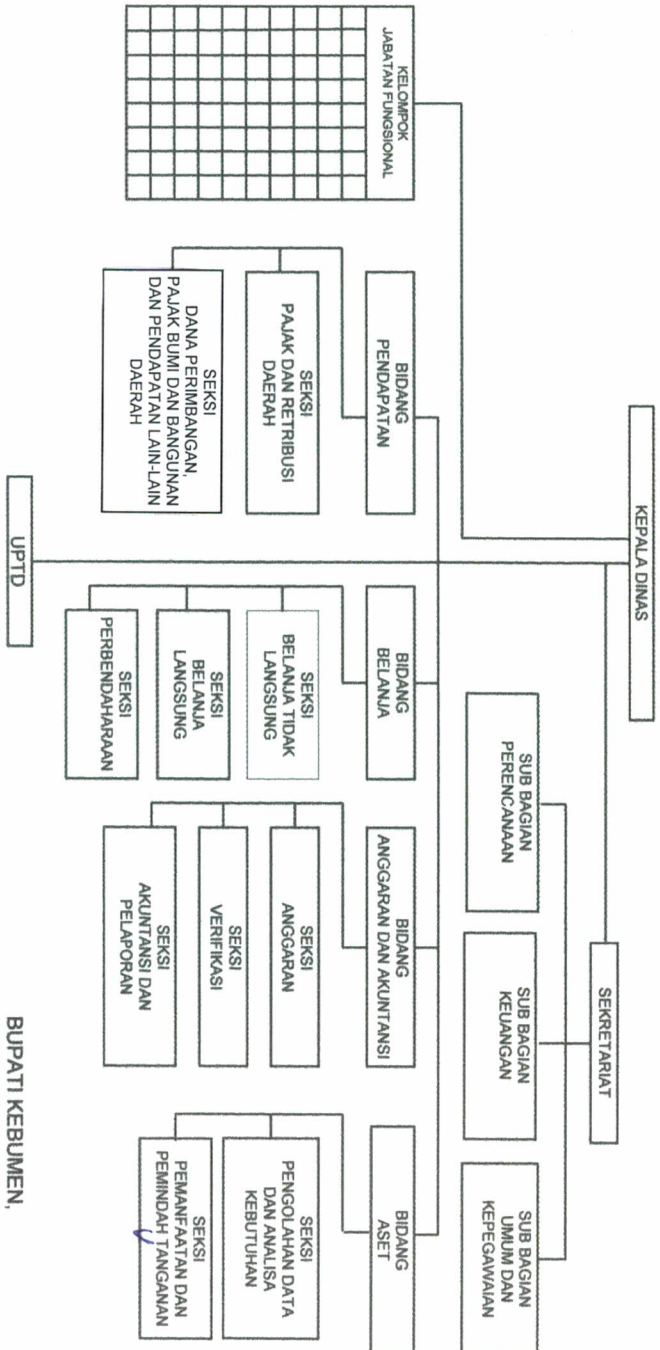 KEPALA DINAS
KELOMPOK
JABATAN FUNGSIONAL
SEKRETARIAT
SUB BAGIAN
PERENCANAAN
SUB BAGIAN
KEUANGAN
SUB BAGIAN
UMUM DAN
KEPEGAWAIAN
BIDANG
PENDAPATAN
SEKSI
PAJAK DAN RETRIBUSI
DAERAH
SEKSI
DANA PERIMBANGAN,
PAJAK BUMI DAN BANGUNAN
DAN PENDAPATAN LAIN-LAIN
DAERAH
BIDANG
BELANJA
SEKSI
BELANJA TIDAK
LANGSUNG
SEKSI
BELANJA
LANGSUNG
SEKSI
PERBENDAHARAAN
BIDANG
ANGGARAN DAN AKUNTANSI
SEKSI
ANGGARAN
SEKSI
VERIFIKASI
SEKSI
AKUNTANSI DAN
PELAPORAN
BIDANG
ASET
SEKSI
PENGOLAHAN DATA
DAN ANALISA
KEBUTUHAN
SEKSI
PEMANFAATAN DAN
PEMINDAH TANGANAN
UPTD
BUPATI KEBUMEN,